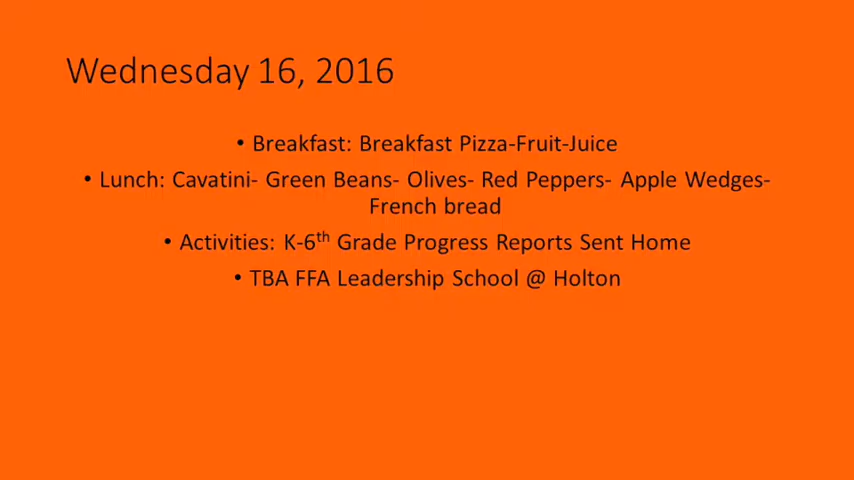 Wednesday 16, 2016
• Breakfast: Breakfast Pizza-Fruit-Juice
• Lunch: Cavatini- Green Beans- Olives- Red Peppers- Apple Wedges-
French bread
• Activities: K-6th Grade Progress Reports Sent Home
• TBA FFA Leadership School @ Holton